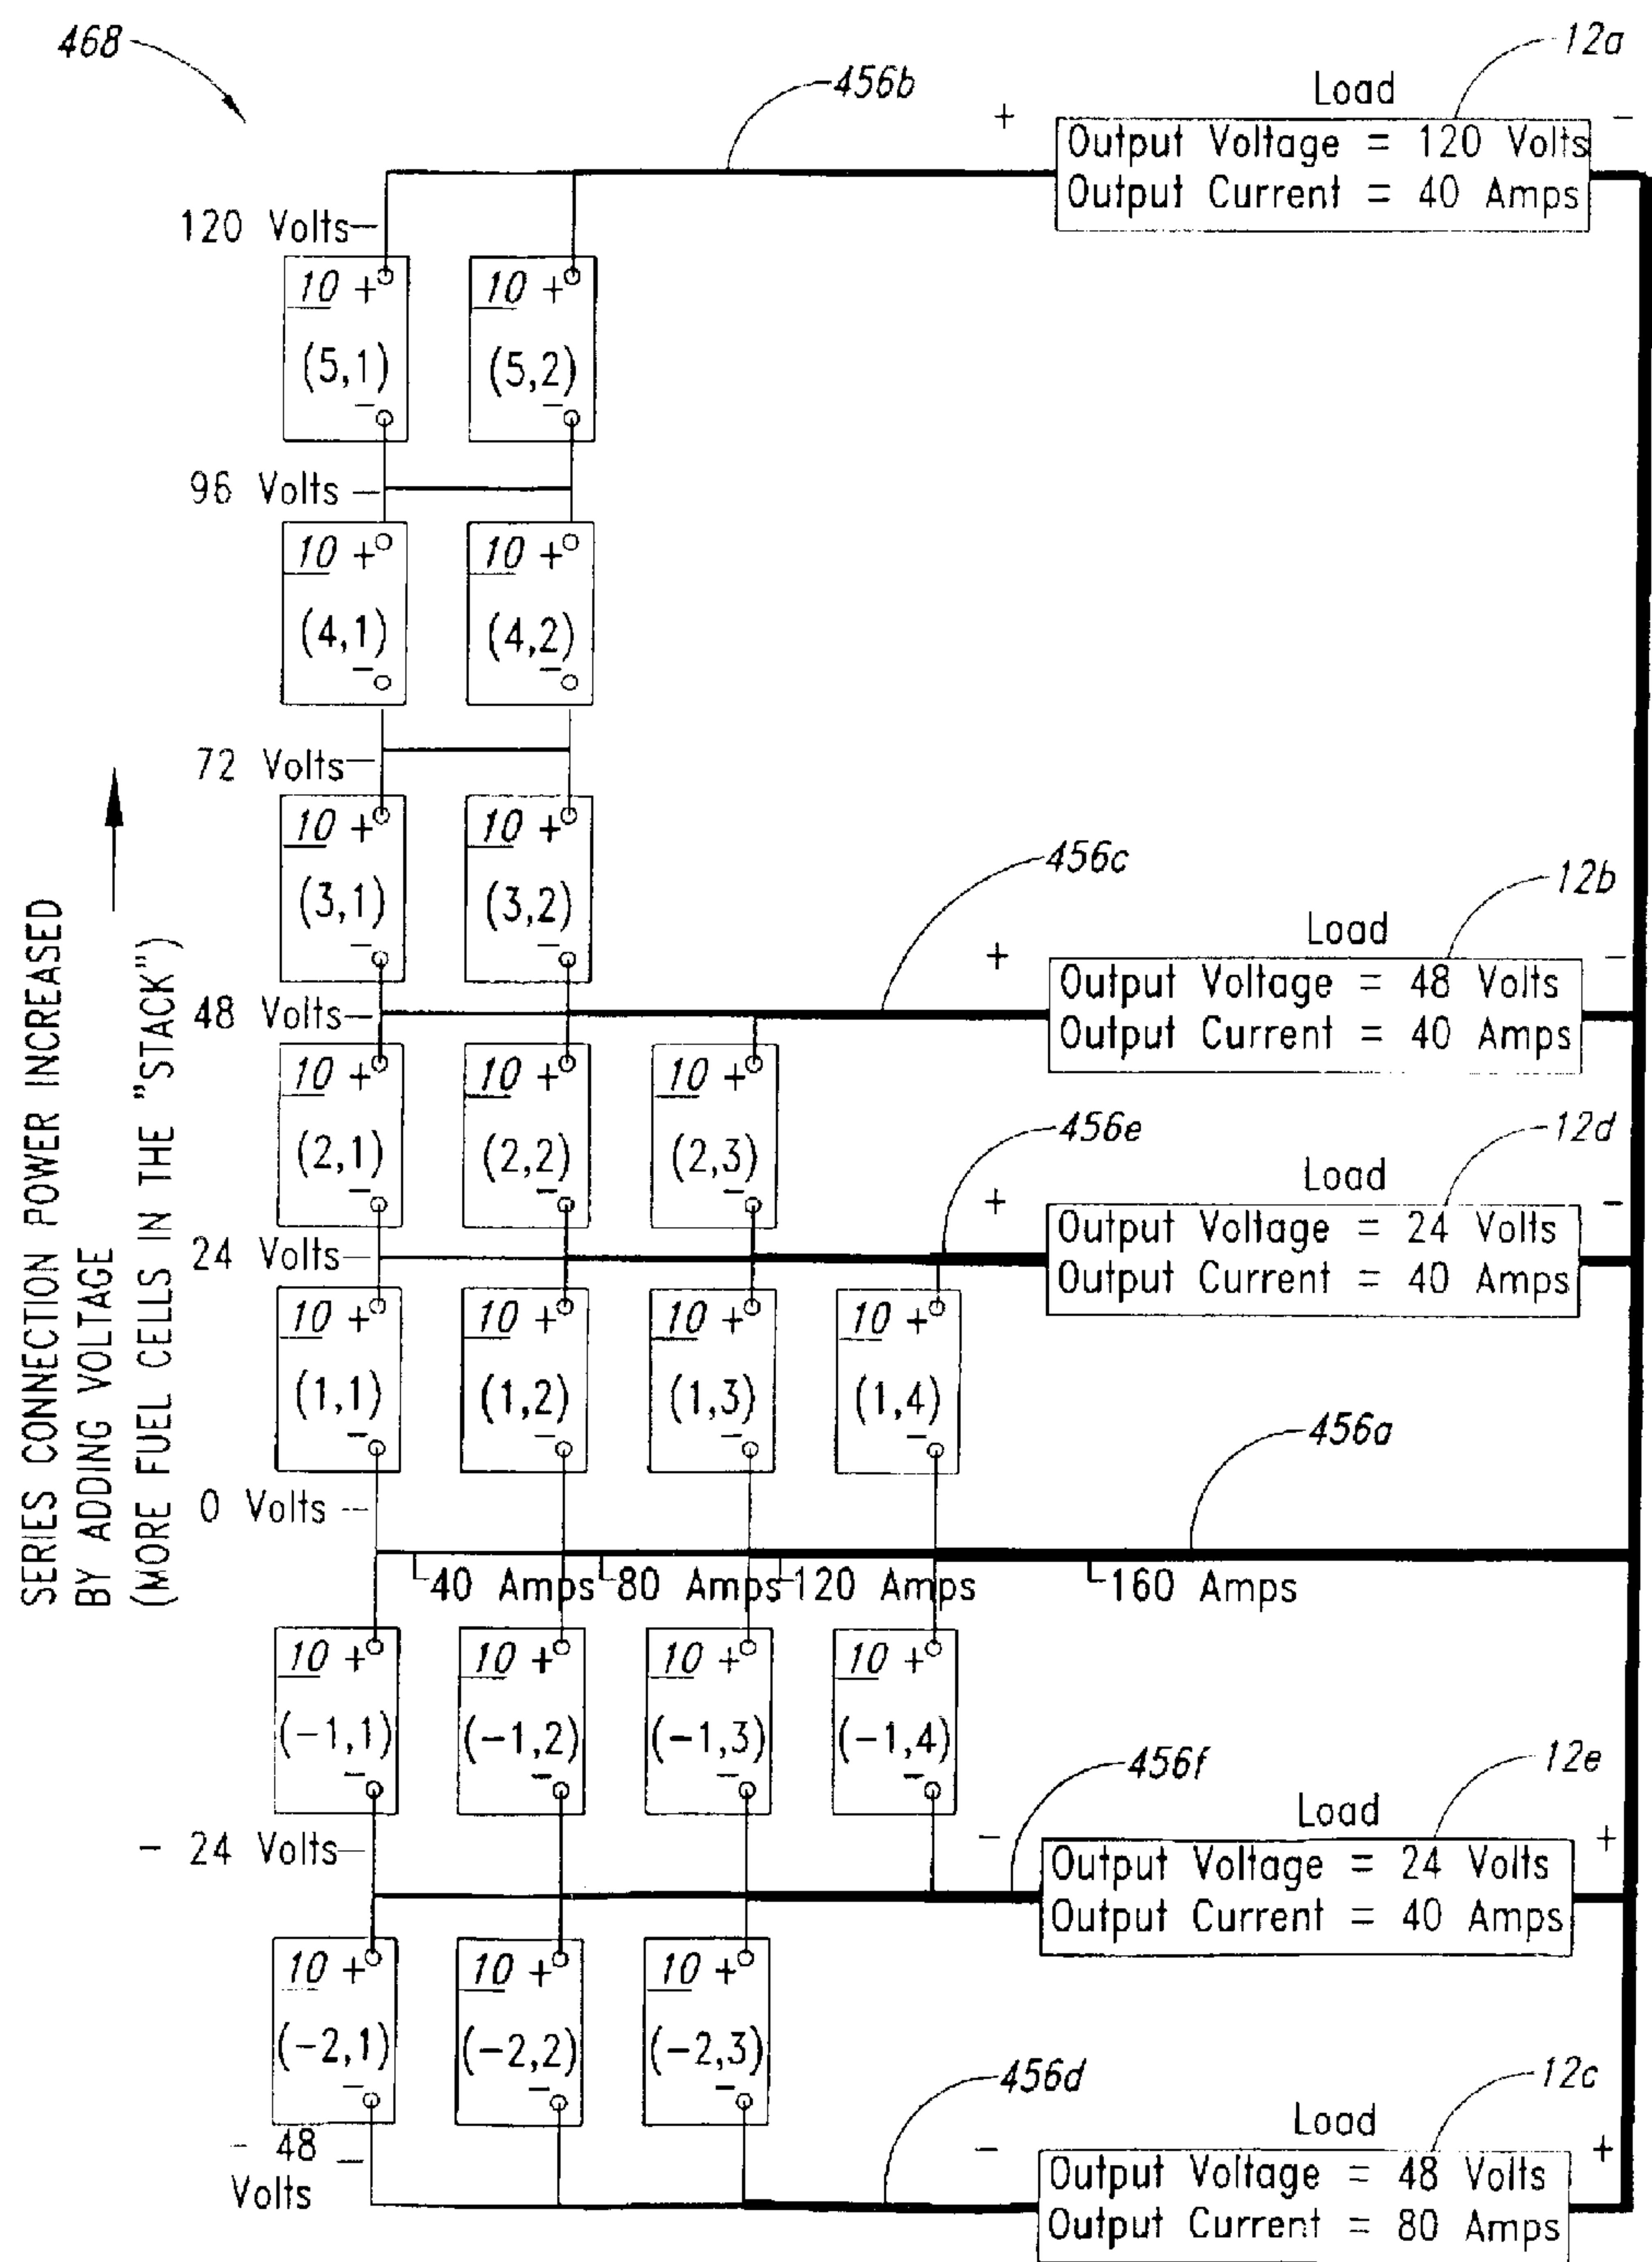 468
456b
12a
+
Load
-
Output Voltage = 120 Volts
Output Current = 40 Amps
120 Volts
10 +
10 +
(5,1)
(5,2)
-
-
96 Volts
10 +
10 +
(4,1)
(4,2)
-
-
72 Volts
10 +
10 +
(3,1)
(3,2)
-
-
456c
12b
+
Load
-
Output Voltage = 48 Volts
Output Current = 40 Amps
48 Volts
10 +
10 +
10 +
(2,1)
(2,2)
(2,3)
-
-
-
456e
12d
+
Load
-
Output Voltage = 24 Volts
Output Current = 40 Amps
24 Volts
10 +
10 +
10 +
10 +
(1,1)
(1,2)
(1,3)
(1,4)
-
-
-
-
456a
0 Volts
40 Amps
80 Amps
120 Amps
160 Amps
SERIES CONNECTION POWER INCREASED
BY ADDING VOLTAGE
(MORE FUEL CELLS IN THE "STACK")
10 +
10 +
10 +
10 +
(-1,1)
(-1,2)
(-1,3)
(-1,4)
-
-
-
-
456f
12e
-
Load
+
Output Voltage = 24 Volts
Output Current = 40 Amps
- 24 Volts
10 +
10 +
10 +
(-2,1)
(-2,2)
(-2,3)
-
-
-
456d
12c
-
Load
+
Output Voltage = 48 Volts
Output Current = 80 Amps
- 48
Volts